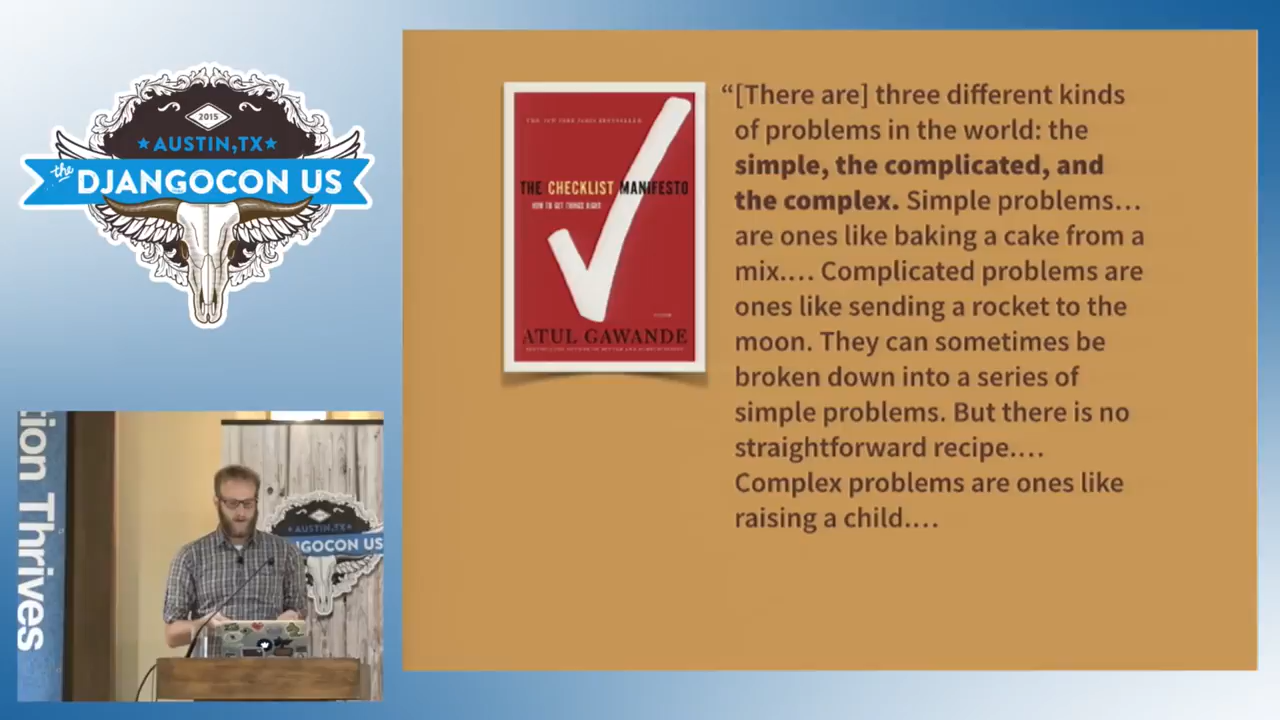 2015
★AUSTIN,TX★
the
DJANGOCON US
THE NEW YORK TIMES BESTSELLER
THE CHECKLIST MANIFESTO
HOW TO GET THINGS RIGHT
ATUL GAWANDE
“[There are] three different kinds
of problems in the world: the
simple, the complicated, and
the complex. Simple problems…
are ones like baking a cake from a
mix.… Complicated problems are
ones like sending a rocket to the
moon. They can sometimes be
broken down into a series of
simple problems. But there is no
straightforward recipe.…
Complex problems are ones like
raising a child.…
tion Thrives
AUSTIN,TX
NGOCON US